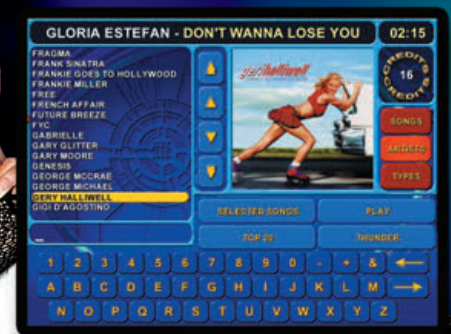 GLORIA ESTEFAN - DON'T WANNA LOSE YOU
02:15
FRAGMA
FRANK SINATRA
FRANKIE GOES TO HOLLYWOOD
FRANKIE MILLER
FREE
FRENCH AFFAIR
FUTURE BREEZE
FYC
GABRIELLE
GARY GLITTER
GARY MOORE
GENESIS
GEORGE MCCRAE
GEORGE MICHAEL
GERY HALLIWELL
GIGI D'AGOSTINO
_
geri halliwell
CREDITS
16
CREDITS
SONGS
ARTISTS
TYPES
SELECTED SONGS
PLAY
TOP 20
THUNDER
1 2 3 4 5 6 7 8 9 0 - + & ←
A B C D E F G H I J K L M →
N O P Q R S T U V W X Y Z